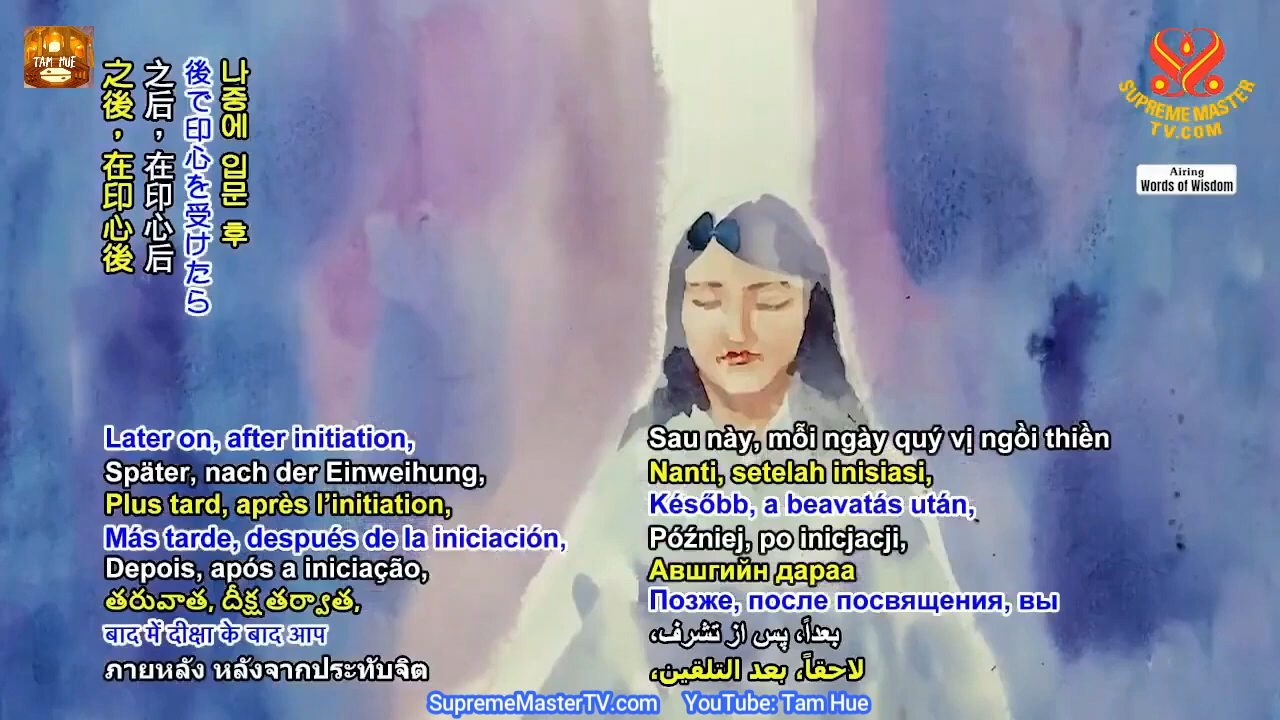 TAM HUE
SUPREME MASTER
TV.COM
Airing
Words of Wisdom
나중에 입문 후
後で印心を受けたら
之后，在印心后
之後，在印心後
Later on, after initiation,
Später, nach der Einweihung,
Plus tard, après l’initiation,
Más tarde, después de la iniciación,
Depois, após a iniciação,
తరువాత, దీక్ష తర్వాత,
बाद में दीक्षा के बाद आप
ภายหลัง หลังจากประทับจิต
Sau này, mỗi ngày quý vị ngồi thiền
Nanti, setelah inisiasi,
Később, a beavatás után,
Później, po inicjacji,
Авшгийн дараа
Позже, после посвящения, вы
بعداً، پس از تشرف،
لاحقاً، بعد التلقين،
SupremeMasterTV.com YouTube: Tam Hue